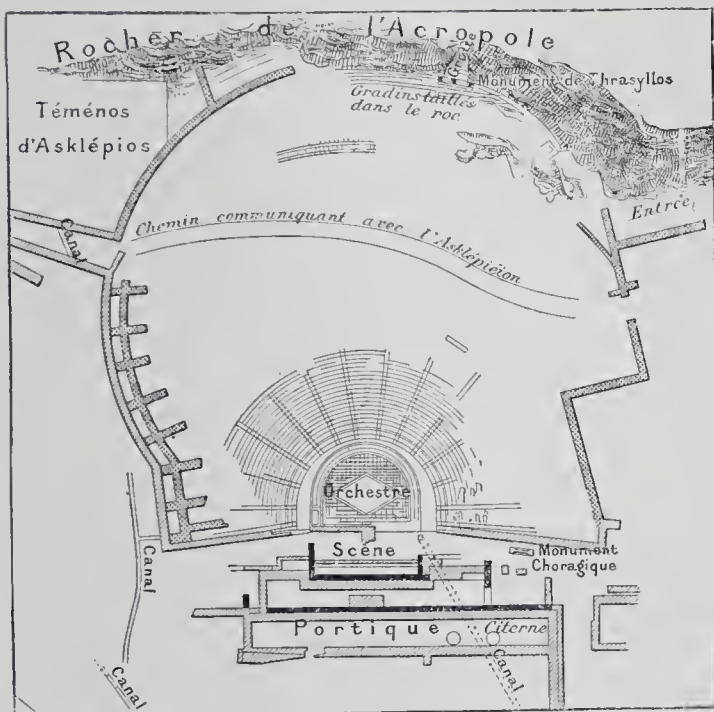 Rocher de l'Acropole
Grotte
Monument de Thrasyllos
Téménos
d'Asklépios
Gradins taillés
dans le roc
Entrée
Canal
Chemin communiquant avec l'Asklépiéion
Orchestre
Scène
Monument
Choragique
Canal
Portique
Citerne
Canal
Canal